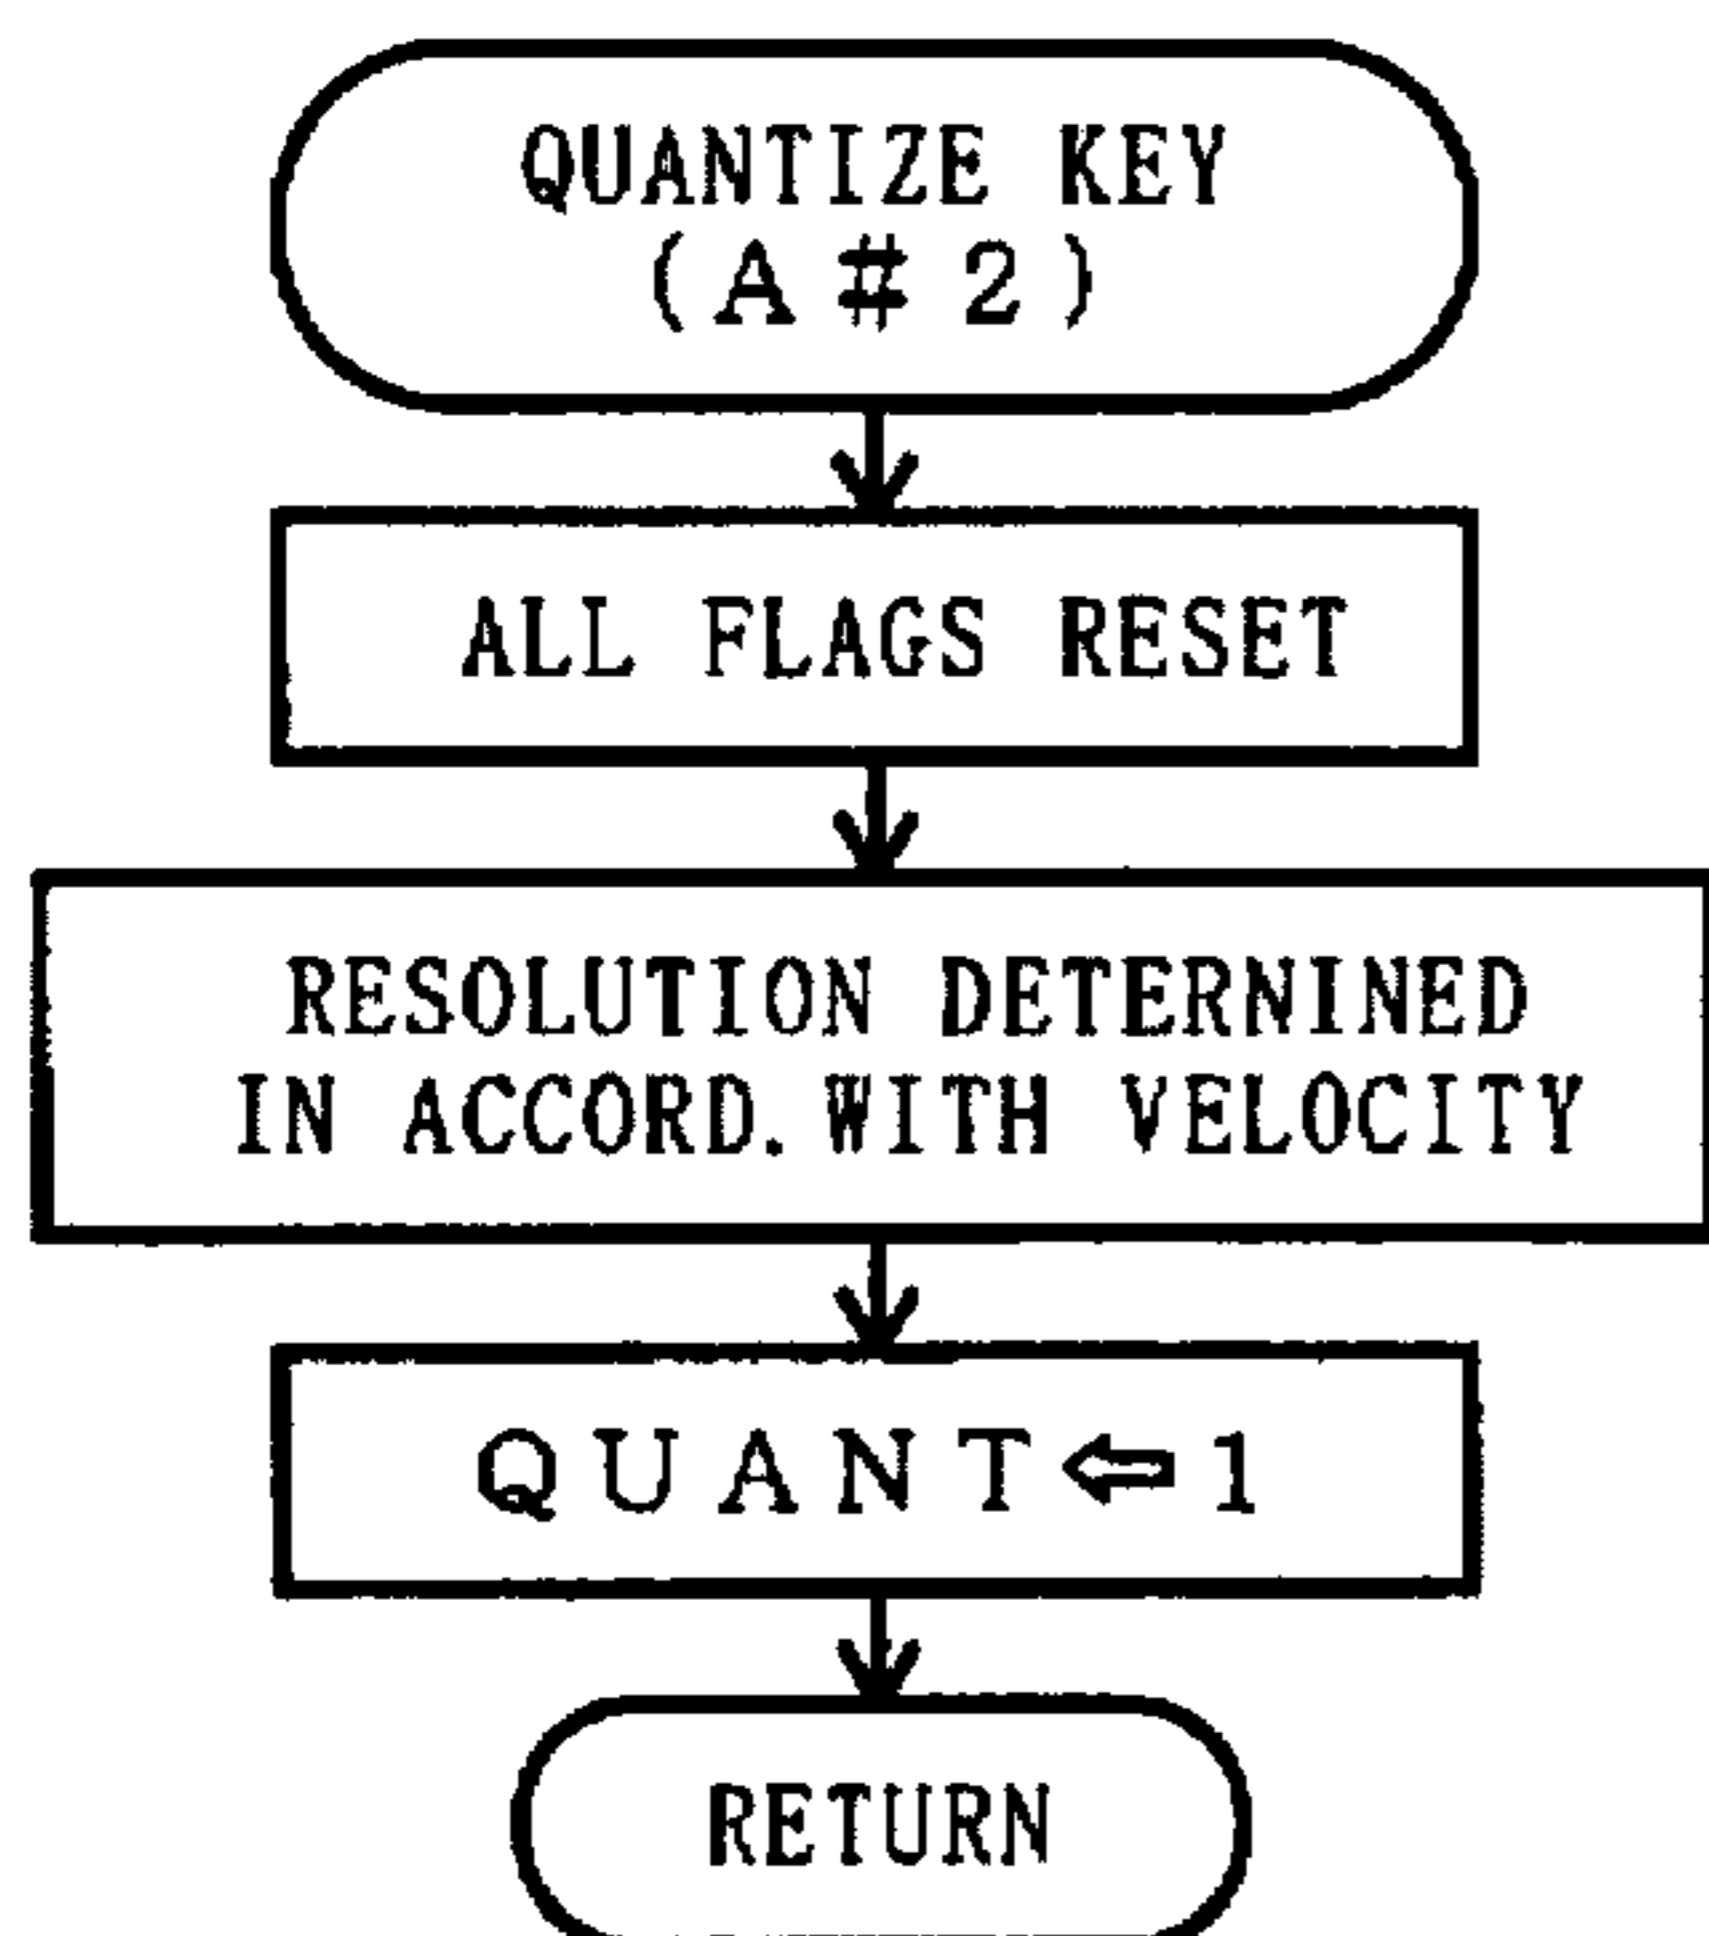 QUANTIZE KEY
(A#2)
ALL FLAGS RESET
RESOLUTION DETERNINED
IN ACCORD. WITH VELOCITY
QUANT⇦1
RETURN